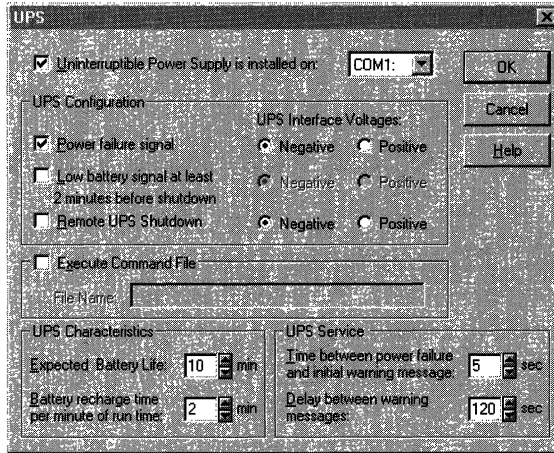 UPS
Uninterruptible Power Supply is installed on: COM1:
OK
UPS Configuration
UPS Interface Voltages:
Cancel
Power failure signal Negative Positive
Help
Low battery signal at least
2 minutes before shutdown Negative Positive
Remote UPS Shutdown Negative Positive
Execute Command File
File Name:
UPS Characteristics
Expected Battery Life: 10 min
Battery recharge time
per minute of run time: 2 min
UPS Service
Time between power failure
and initial warning message: 5 sec
Delay between warning
messages: 120 sec